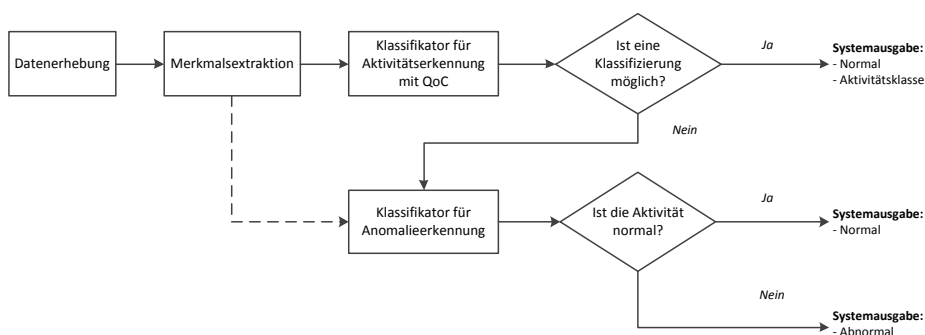 Datenerhebung
Merkmalsextraktion
Klassifikator für
Aktivitätserkennung
mit QoC
Ist eine
Klassifizierung
möglich?
Ja
Systemausgabe:
- Normal
- Aktivitätsklasse
Nein
Klassifikator für
Anomalieerkennung
Ist die Aktivität
normal?
Ja
Systemausgabe:
- Normal
Nein
Systemausgabe:
- Abnormal